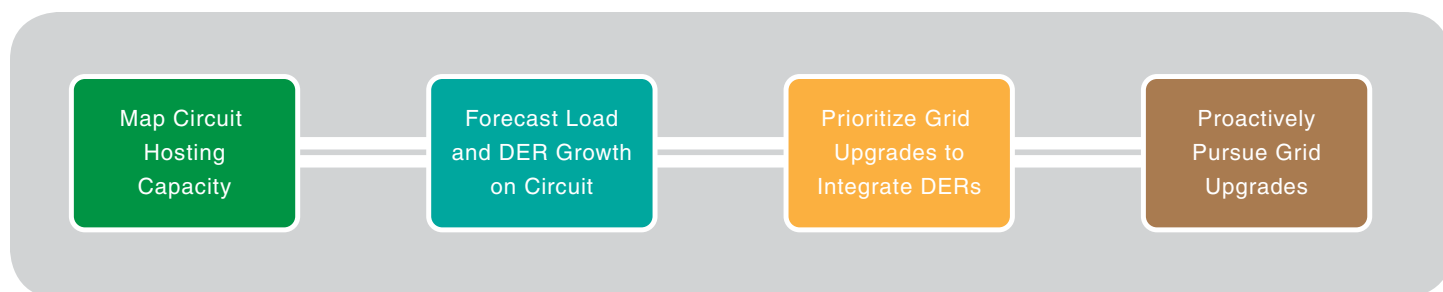 Map Circuit
Hosting
Capacity
Forecast Load
and DER Growth
on Circuit
Prioritize Grid
Upgrades to
Integrate DERs
Proactively
Pursue Grid
Upgrades